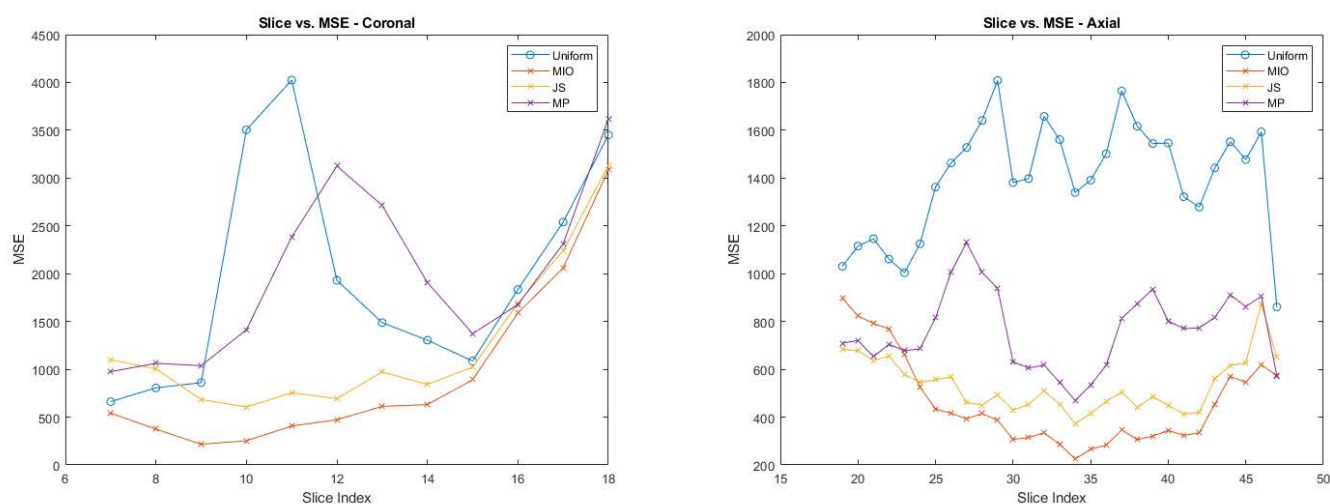 Slice vs. MSE - Coronal
4500
4000
3500
3000
2500
2000
1500
1000
500
0
MSE
6
8
10
12
14
16
18
Slice Index
Uniform
MIO
JS
MP
Slice vs. MSE - Axial
2000
1800
1600
1400
1200
1000
800
600
400
200
MSE
15
20
25
30
35
40
45
50
Slice Index
Uniform
MIO
JS
MP